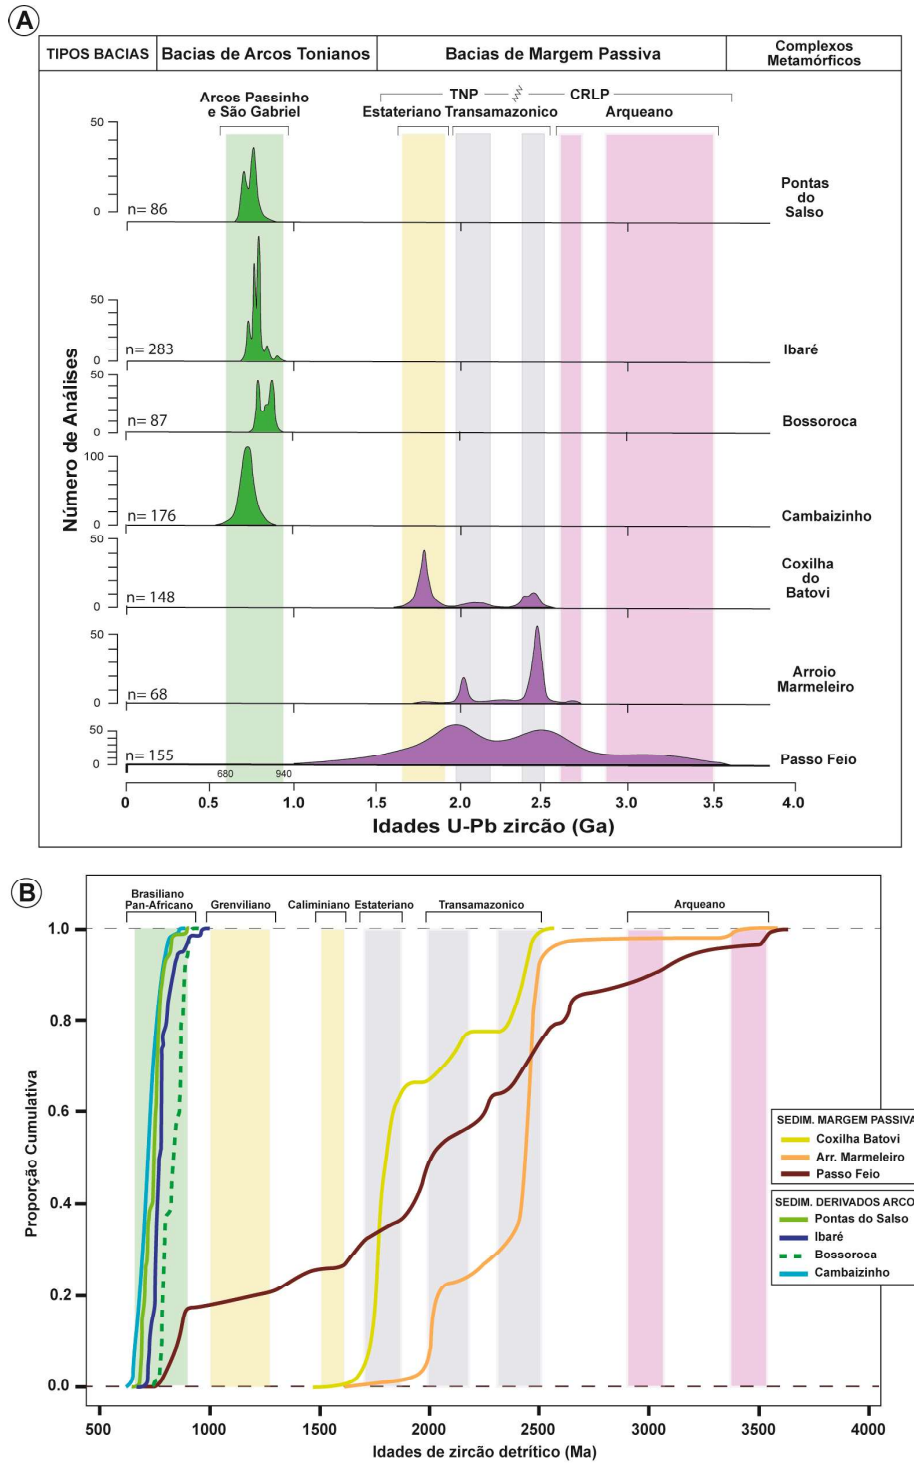 A
TIPOS BACIAS
Bacias de Arcos Tonianos
Bacias de Margem Passiva
Complexos
Metamórficos
TNP
CRLP
Arcos Passinho
e São Gabriel
Estateriano
Transamazonico
Arqueano
Número de Análises
50
0
n= 86
Pontas
do
Salso
50
0
n= 283
Ibaré
50
0
n= 87
Bossoroca
100
0
n= 176
Cambaizinho
50
0
n= 148
Coxilha
do
Batovi
50
0
n= 68
Arroio
Marmeleiro
50
0
n= 155
Passo Feio
680
940
0
0.5
1.0
1.5
2.0
2.5
3.0
3.5
4.0
Idades U-Pb zircão (Ga)
B
Brasiliano
Pan-Africano
Grenviliano
Caliminiano
Estateriano
Transamazonico
Arqueano
Proporção Cumulativa
1.0
0.8
0.6
0.4
0.2
0.0
SEDIM. MARGEM PASSIVA
Coxilha Batovi
Arr. Marmeleiro
Passo Feio
SEDIM. DERIVADOS ARCO
Pontas do Salso
Ibaré
Bossoroca
Cambaizinho
500
1000
1500
2000
2500
3000
3500
4000
Idades de zircão detrítico (Ma)